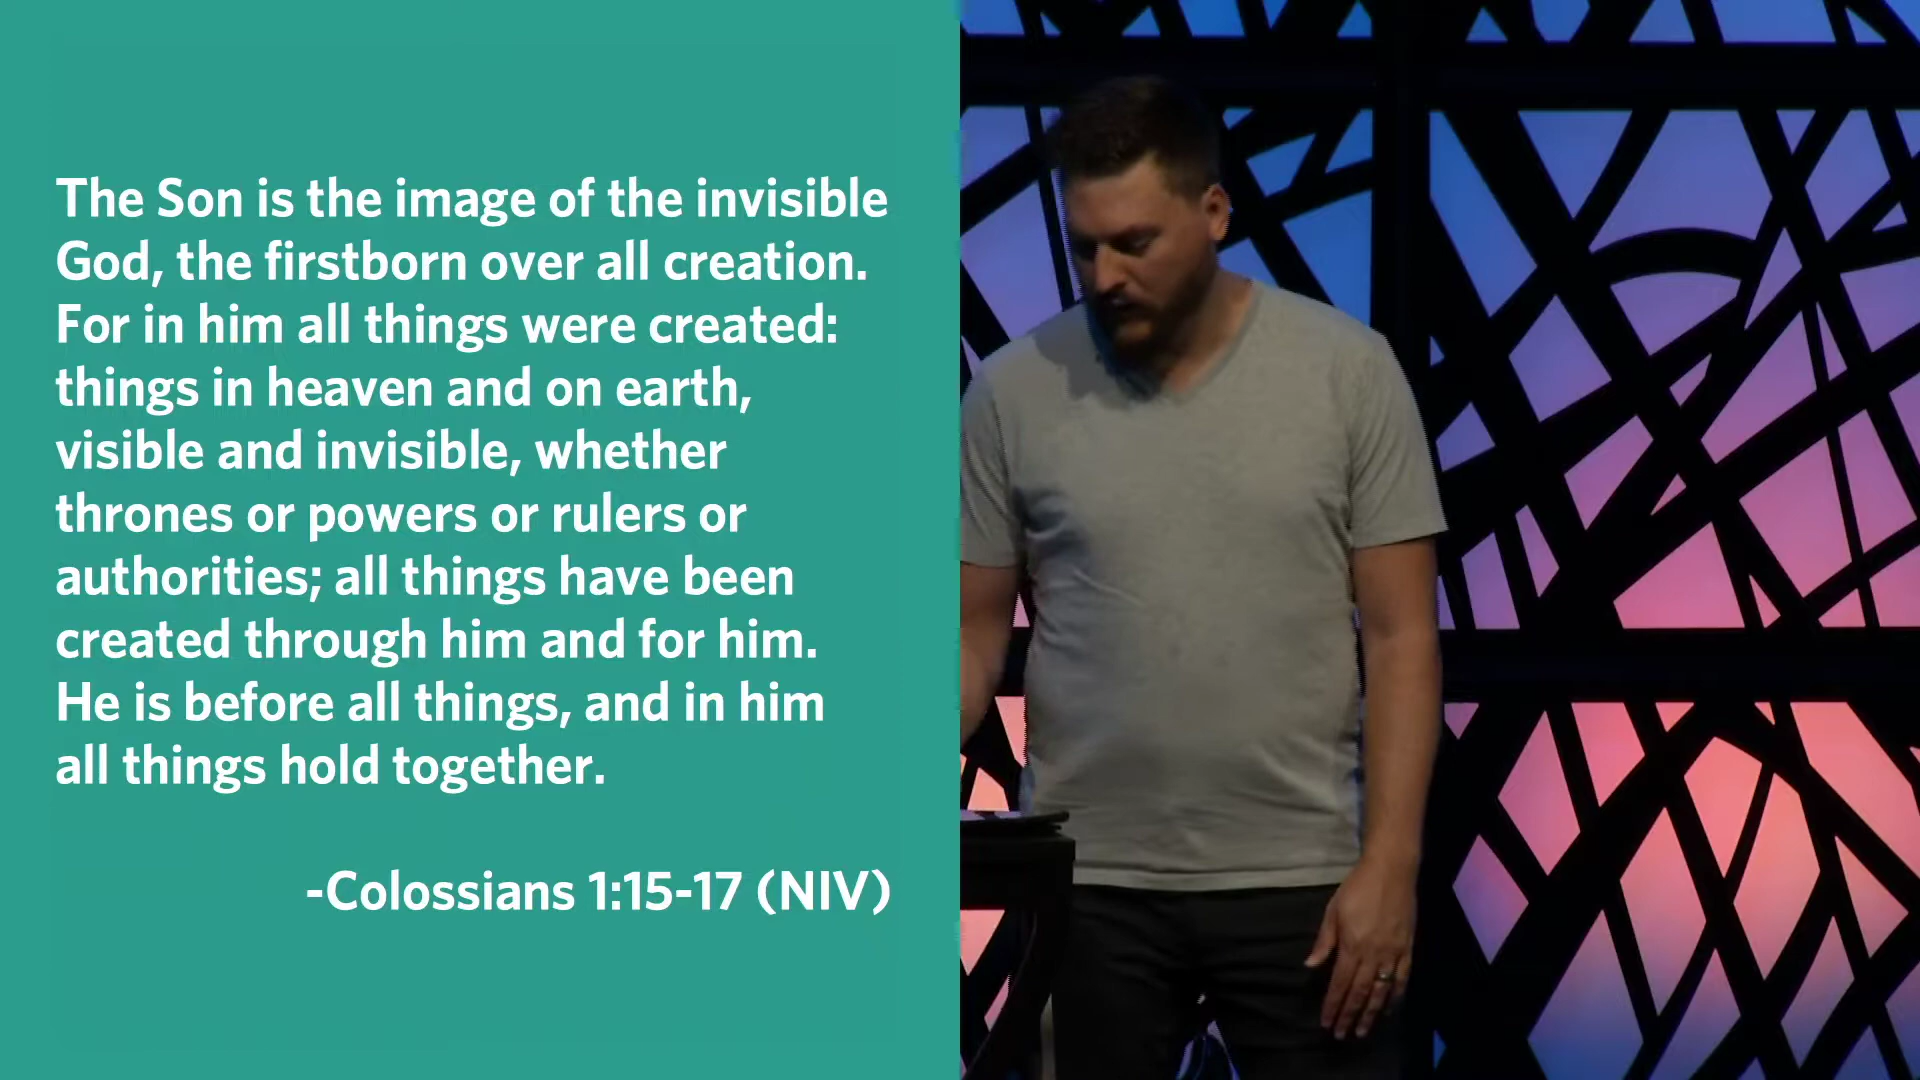 The Son is the image of the invisible
God, the firstborn over all creation.
For in him all things were created:
things in heaven and on earth,
visible and invisible, whether
thrones or powers or rulers or
authorities; all things have been
created through him and for him.
He is before all things, and in him
all things hold together.
-Colossians 1:15-17 (NIV)